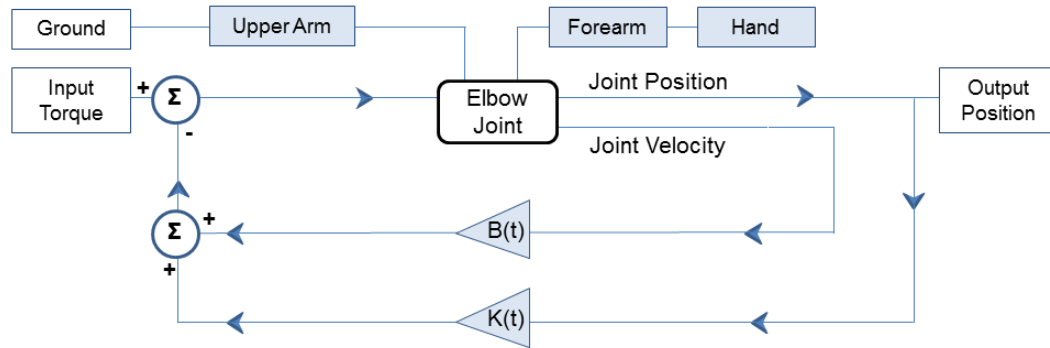 Ground
Upper Arm
Forearm
Hand
Input
Torque
+
Σ
-
Elbow
Joint
Joint Position
Joint Velocity
Output
Position
Σ
+
+
B(t)
K(t)